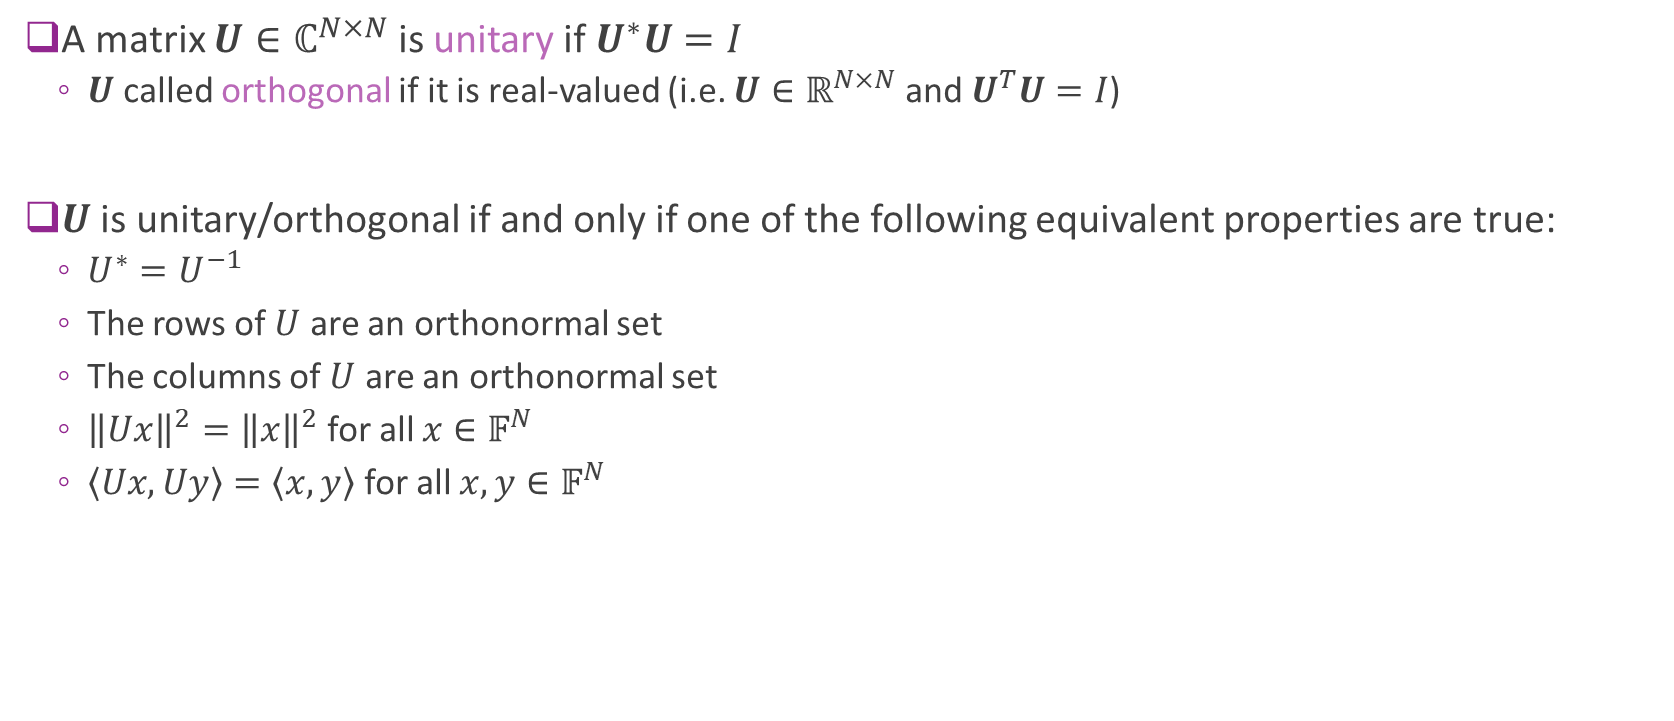 ❑A matrix 𝑼 ∈ ℂ^{𝑁×𝑁} is unitary if 𝑼*𝑼 = 𝐼
◦ 𝑼 called orthogonal if it is real-valued (i.e. 𝑼 ∈ ℝ^{𝑁×𝑁} and 𝑼^𝑇𝑼 = 𝐼)
❑𝑼 is unitary/orthogonal if and only if one of the following equivalent properties are true:
◦ 𝑈* = 𝑈^{−1}
◦ The rows of 𝑈 are an orthonormal set
◦ The columns of 𝑈 are an orthonormal set
◦ ‖𝑈𝑥‖² = ‖𝑥‖² for all 𝑥 ∈ 𝔽^𝑁
◦ ⟨𝑈𝑥, 𝑈𝑦⟩ = ⟨𝑥, 𝑦⟩ for all 𝑥, 𝑦 ∈ 𝔽^𝑁